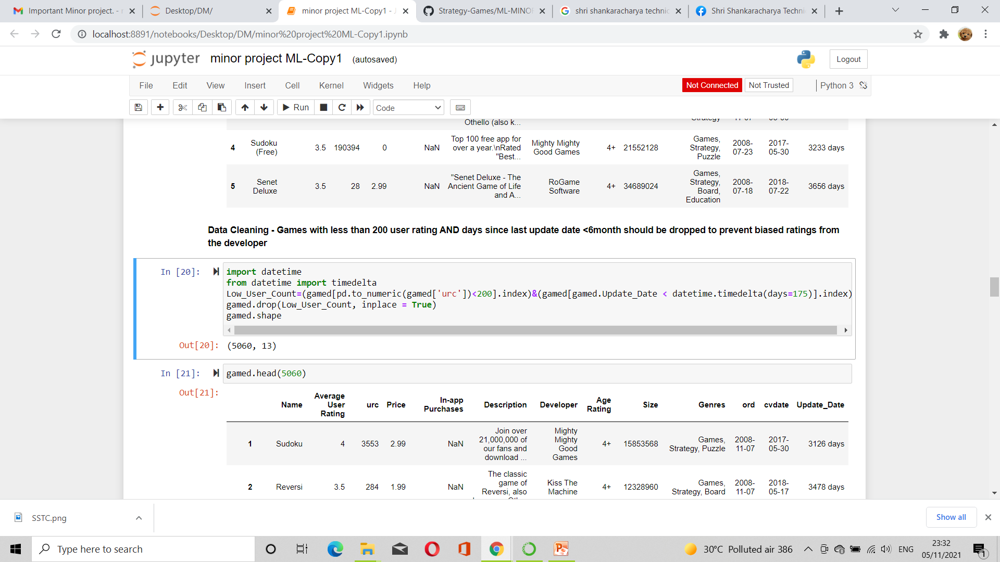 Important Minor project. -
Desktop/DM/
minor project ML-Copy1 -
Strategy-Games/ML-MINOR
shri shankaracharya technic
Shri Shankaracharya Techni
localhost:8891/notebooks/Desktop/DM/minor%20project%20ML-Copy1.ipynb
jupyter minor project ML-Copy1 (autosaved)
Logout
File Edit View Insert Cell Kernel Widgets Help
Not Connected Not Trusted Python 3
Run Code
Othello (also k...
4 Sudoku (Free) 3.5 190394 0 NaN Top 100 free app for over a year.\nRated "Best... Mighty Mighty Good Games 4+ 21552128 Games, Strategy, Puzzle 2008-07-23 2017-05-30 3233 days
5 Senet Deluxe 3.5 28 2.99 NaN "Senet Deluxe - The Ancient Game of Life and A... RoGame Software 4+ 34689024 Games, Strategy, Board, Education 2008-07-18 2018-07-22 3656 days
Data Cleaning - Games with less than 200 user rating AND days since last update date <6month should be dropped to prevent biased ratings from
the developer
In [20]: import datetime
from datetime import timedelta
Low_User_Count=(gamed[pd.to_numeric(gamed['urc'])<200].index)&(gamed[gamed.Update_Date < datetime.timedelta(days=175)].index)
gamed.drop(Low_User_Count, inplace = True)
gamed.shape
Out[20]: (5060, 13)
In [21]: gamed.head(5060)
Out[21]:
Name Average User Rating urc Price In-app Purchases Description Developer Age Rating Size Genres ord cvdate Update_Date
1 Sudoku 4 3553 2.99 NaN Join over 21,000,000 of our fans and download ... Mighty Mighty Good Games 4+ 15853568 Games, Strategy, Puzzle 2008-11-07 2017-05-30 3126 days
2 Reversi 3.5 284 1.99 NaN The classic game of Reversi, also Kiss The Machine 4+ 12328960 Games, Strategy, Board 2008-11-07 2018-05-17 3478 days
SSTC.png
Show all
Type here to search
30°C Polluted air 386
ENG
23:32
05/11/2021
1